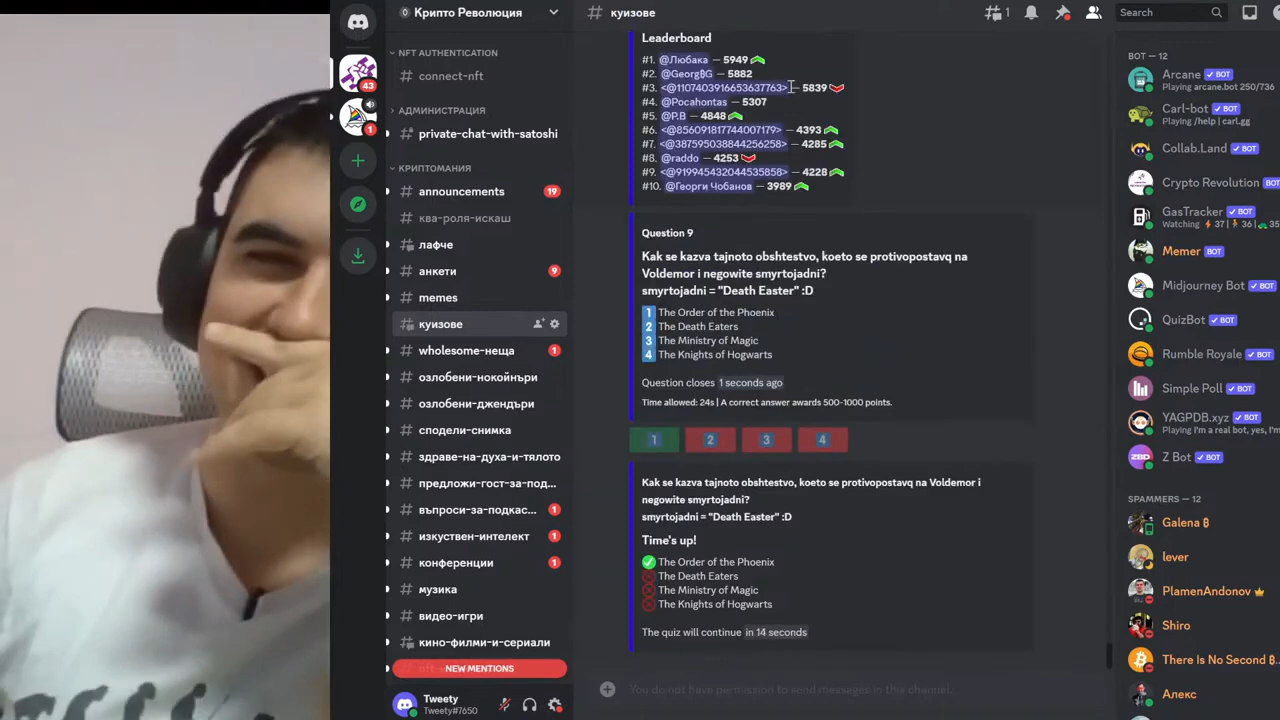 Крипто Революция
NFT AUTHENTICATION
connect-nft
АДМИНИСТРАЦИЯ
private-chat-with-satoshi
КРИПТОМАНИЯ
announcements 19
ква-роля-искаш
лафче
анкети 9
memes
куизове
wholesome-неща 1
озлобени-нокойнъри
озлобени-джендъри
сподели-снимка
здраве-на-духа-и-тялото
предложи-гост-за-под...
въпроси-за-подкас... 1
изкуствен-интелект 1
конференции 1
музика
видео-игри
кино-филми-и-сериали
NEW MENTIONS
Tweety
Tweety#7650
43
1
# куизове
1
Search
Leaderboard
#1. @Любака — 5949
#2. @Georg₿G — 5882
#3. <@1107403916653637763> — 5839
#4. @Pocahontas — 5307
#5. @P.B — 4848
#6. <@856091817744007179> — 4393
#7. <@387595038844256258> — 4285
#8. @raddo — 4253
#9. <@919945432044535858> — 4228
#10. @Георги Чобанов — 3989
Question 9
Kak se kazva tajnoto obshtestvo, koeto se protivopostavq na
Voldemor i negowite smyrtojadni?
smyrtojadni = "Death Easter" :D
1 The Order of the Phoenix
2 The Death Eaters
3 The Ministry of Magic
4 The Knights of Hogwarts
Question closes 1 seconds ago
Time allowed: 24s | A correct answer awards 500-1000 points.
1 2 3 4
Kak se kazva tajnoto obshtestvo, koeto se protivopostavq na Voldemor i
negowite smyrtojadni?
smyrtojadni = "Death Easter" :D
Time's up!
The Order of the Phoenix
The Death Eaters
The Ministry of Magic
The Knights of Hogwarts
The quiz will continue in 14 seconds
You do not have permission to send messages in this channel.
BOT — 12
Arcane BOT
Playing arcane.bot 250/736
Carl-bot BOT
Playing /help | carl.gg
Collab.Land BOT
Crypto Revolution BOT
GasTracker BOT
Watching 37 | 36 | 35
Memer BOT
Midjourney Bot BOT
QuizBot BOT
Rumble Royale BOT
Simple Poll BOT
YAGPDB.xyz BOT
Playing I'm a real bot, yes, I'm
Z Bot BOT
SPAMMERS — 12
Galena ₿
lever
PlamenAndonov
Shiro
There Is No Second ₿...
Алекс